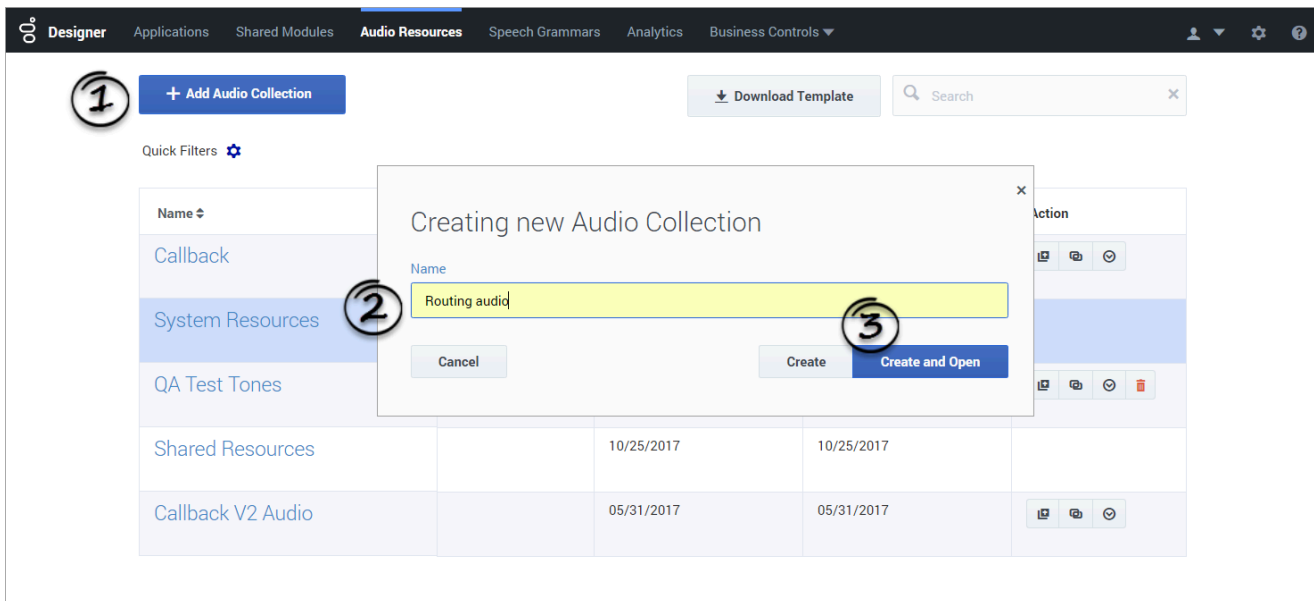 Designer Applications Shared Modules Audio Resources Speech Grammars Analytics Business Controls
1
+ Add Audio Collection
Download Template
Search
Quick Filters
Name
Action
Callback
System Resources
QA Test Tones
Shared Resources 10/25/2017 10/25/2017
Callback V2 Audio 05/31/2017 05/31/2017
Creating new Audio Collection
Name
2
Routing audio
3
Cancel
Create
Create and Open